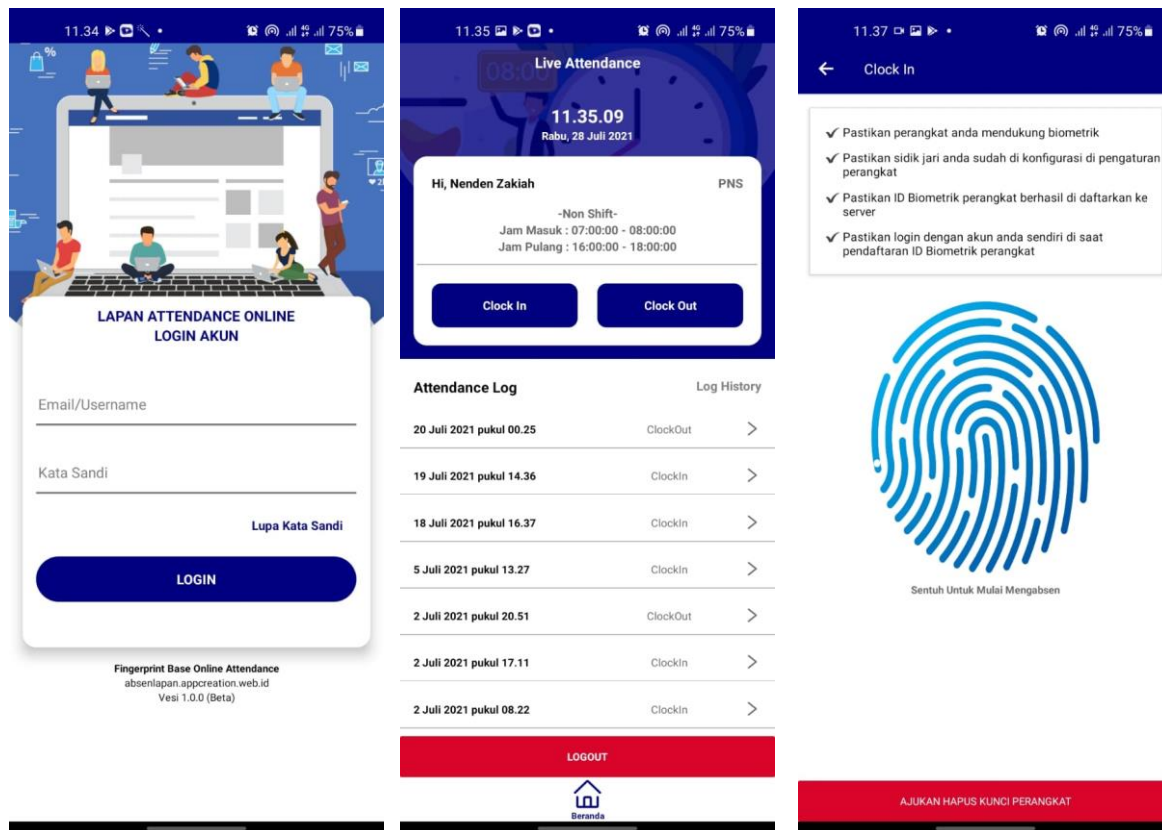 11.34
75%
LAPAN ATTENDANCE ONLINE
LOGIN AKUN
Email/Username
Kata Sandi
Lupa Kata Sandi
LOGIN
Fingerprint Base Online Attendance
absenlapan.appcreation.web.id
Vesi 1.0.0 (Beta)
11.35
75%
Live Attendance
08:00
11.35.09
Rabu, 28 Juli 2021
Hi, Nenden Zakiah PNS
-Non Shift-
Jam Masuk : 07:00:00 - 08:00:00
Jam Pulang : 16:00:00 - 18:00:00
Clock In Clock Out
Attendance Log Log History
20 Juli 2021 pukul 00.25 ClockOut
19 Juli 2021 pukul 14.36 ClockIn
18 Juli 2021 pukul 16.37 ClockIn
5 Juli 2021 pukul 13.27 ClockIn
2 Juli 2021 pukul 20.51 ClockOut
2 Juli 2021 pukul 17.11 ClockIn
2 Juli 2021 pukul 08.22 ClockIn
LOGOUT
Beranda
11.37
75%
Clock In
Pastikan perangkat anda mendukung biometrik
Pastikan sidik jari anda sudah di konfigurasi di pengaturan
perangkat
Pastikan ID Biometrik perangkat berhasil di daftarkan ke
server
Pastikan login dengan akun anda sendiri di saat
pendaftaran ID Biometrik perangkat
Sentuh Untuk Mulai Mengabsen
AJUKAN HAPUS KUNCI PERANGKAT